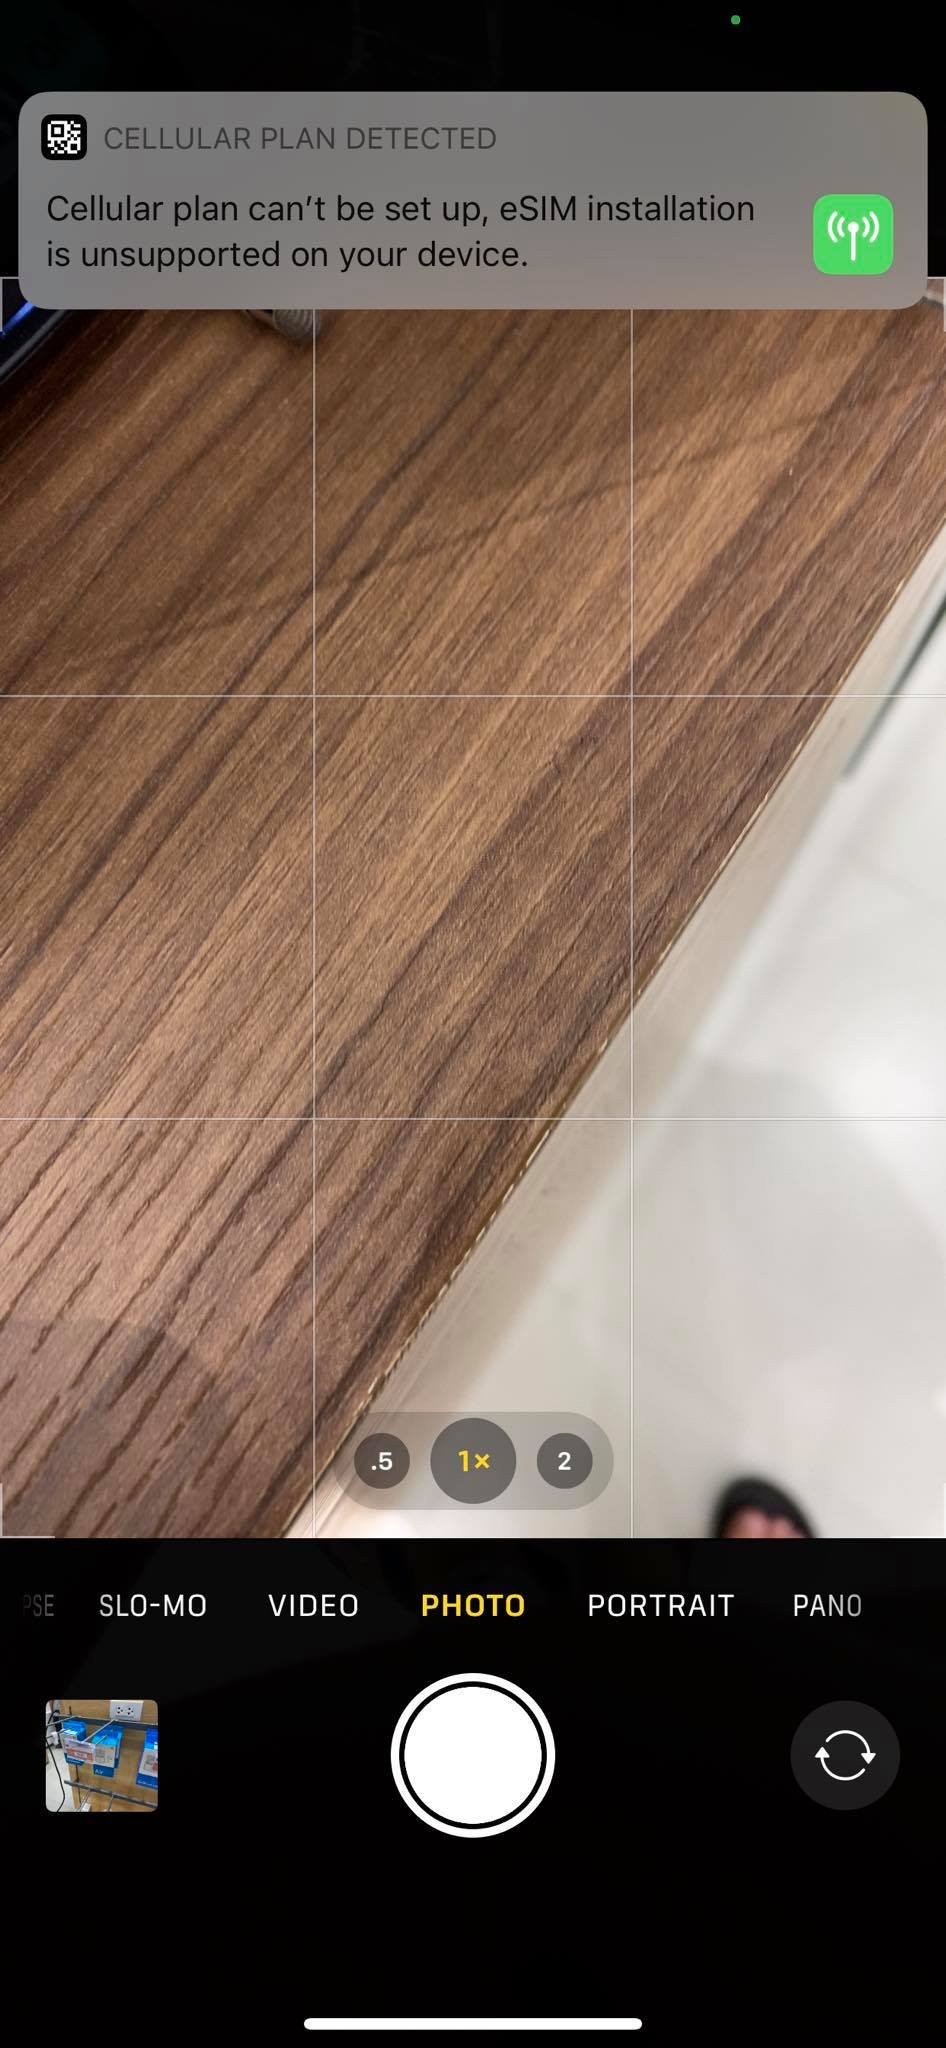 CELLULAR PLAN DETECTED
Cellular plan can't be set up, eSIM installation
is unsupported on your device.
.5
1×
2
PSE SLO-MO VIDEO PHOTO PORTRAIT PANO